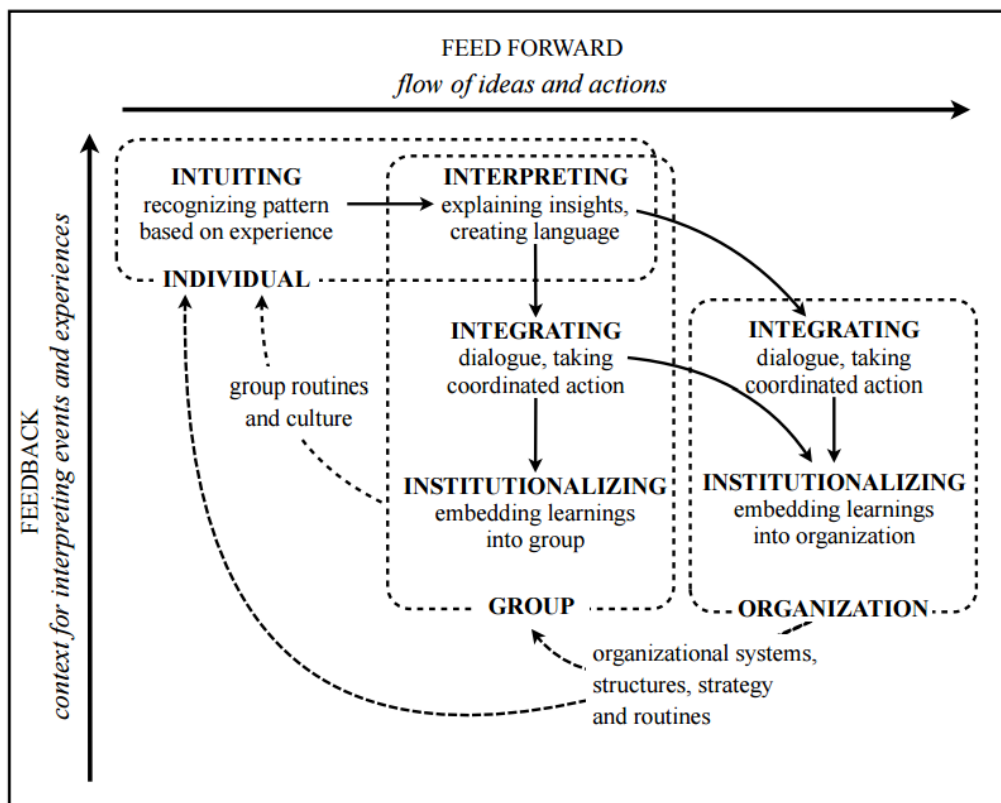 FEED FORWARD
flow of ideas and actions
FEEDBACK
context for interpreting events and experiences
INTUITING
recognizing pattern
based on experience
INDIVIDUAL
INTERPRETING
explaining insights,
creating language
INTEGRATING
dialogue, taking
coordinated action
INTEGRATING
dialogue, taking
coordinated action
group routines
and culture
INSTITUTIONALIZING
embedding learnings
into group
GROUP
INSTITUTIONALIZING
embedding learnings
into organization
ORGANIZATION
organizational systems,
structures, strategy
and routines